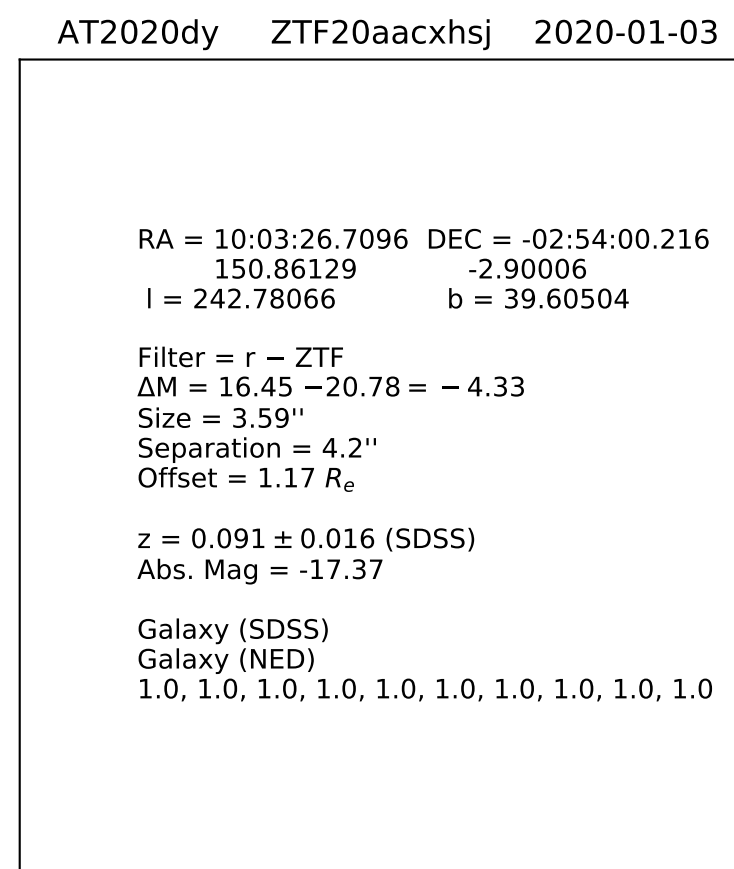 AT2020dy ZTF20aacxhsj 2020-01-03
RA = 10:03:26.7096 DEC = -02:54:00.216
150.86129 -2.90006
l = 242.78066 b = 39.60504
Filter = r − ZTF
ΔM = 16.45 −20.78 = − 4.33
Size = 3.59''
Separation = 4.2''
Offset = 1.17 Rₑ
z = 0.091 ± 0.016 (SDSS)
Abs. Mag = -17.37
Galaxy (SDSS)
Galaxy (NED)
1.0, 1.0, 1.0, 1.0, 1.0, 1.0, 1.0, 1.0, 1.0, 1.0